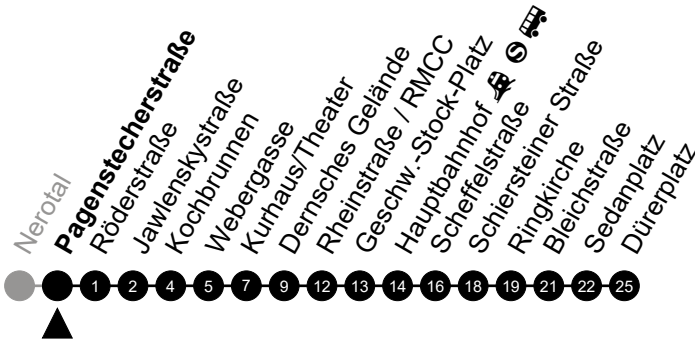 Nerotal
Pagenstecherstraße
Röderstraße
Jawlenskystraße
Kochbrunnen
Webergasse
Kurhaus/Theater
Dernsches Gelände
Rheinstraße / RMCC
Geschw.-Stock-Platz
Hauptbahnhof S
Scheffelstraße
Schiersteiner Straße
Ringkirche
Bleichstraße
Sedanplatz
Dürerplatz
1 2 4 5 7 9 12 13 14 16 18 19 21 22 25